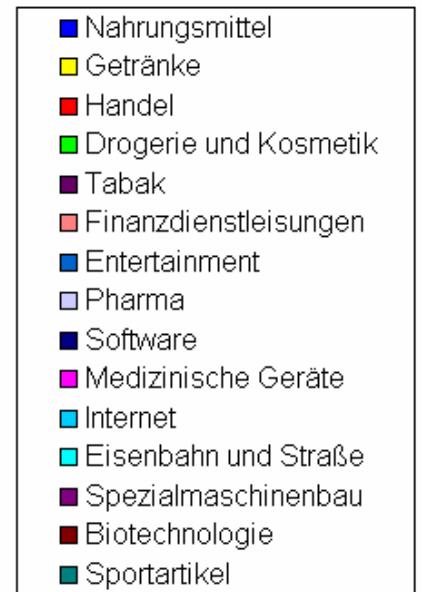 Nahrungsmittel
Getränke
Handel
Drogerie und Kosmetik
Tabak
Finanzdienstleisungen
Entertainment
Pharma
Software
Medizinische Geräte
Internet
Eisenbahn und Straße
Spezialmaschinenbau
Biotechnologie
Sportartikel